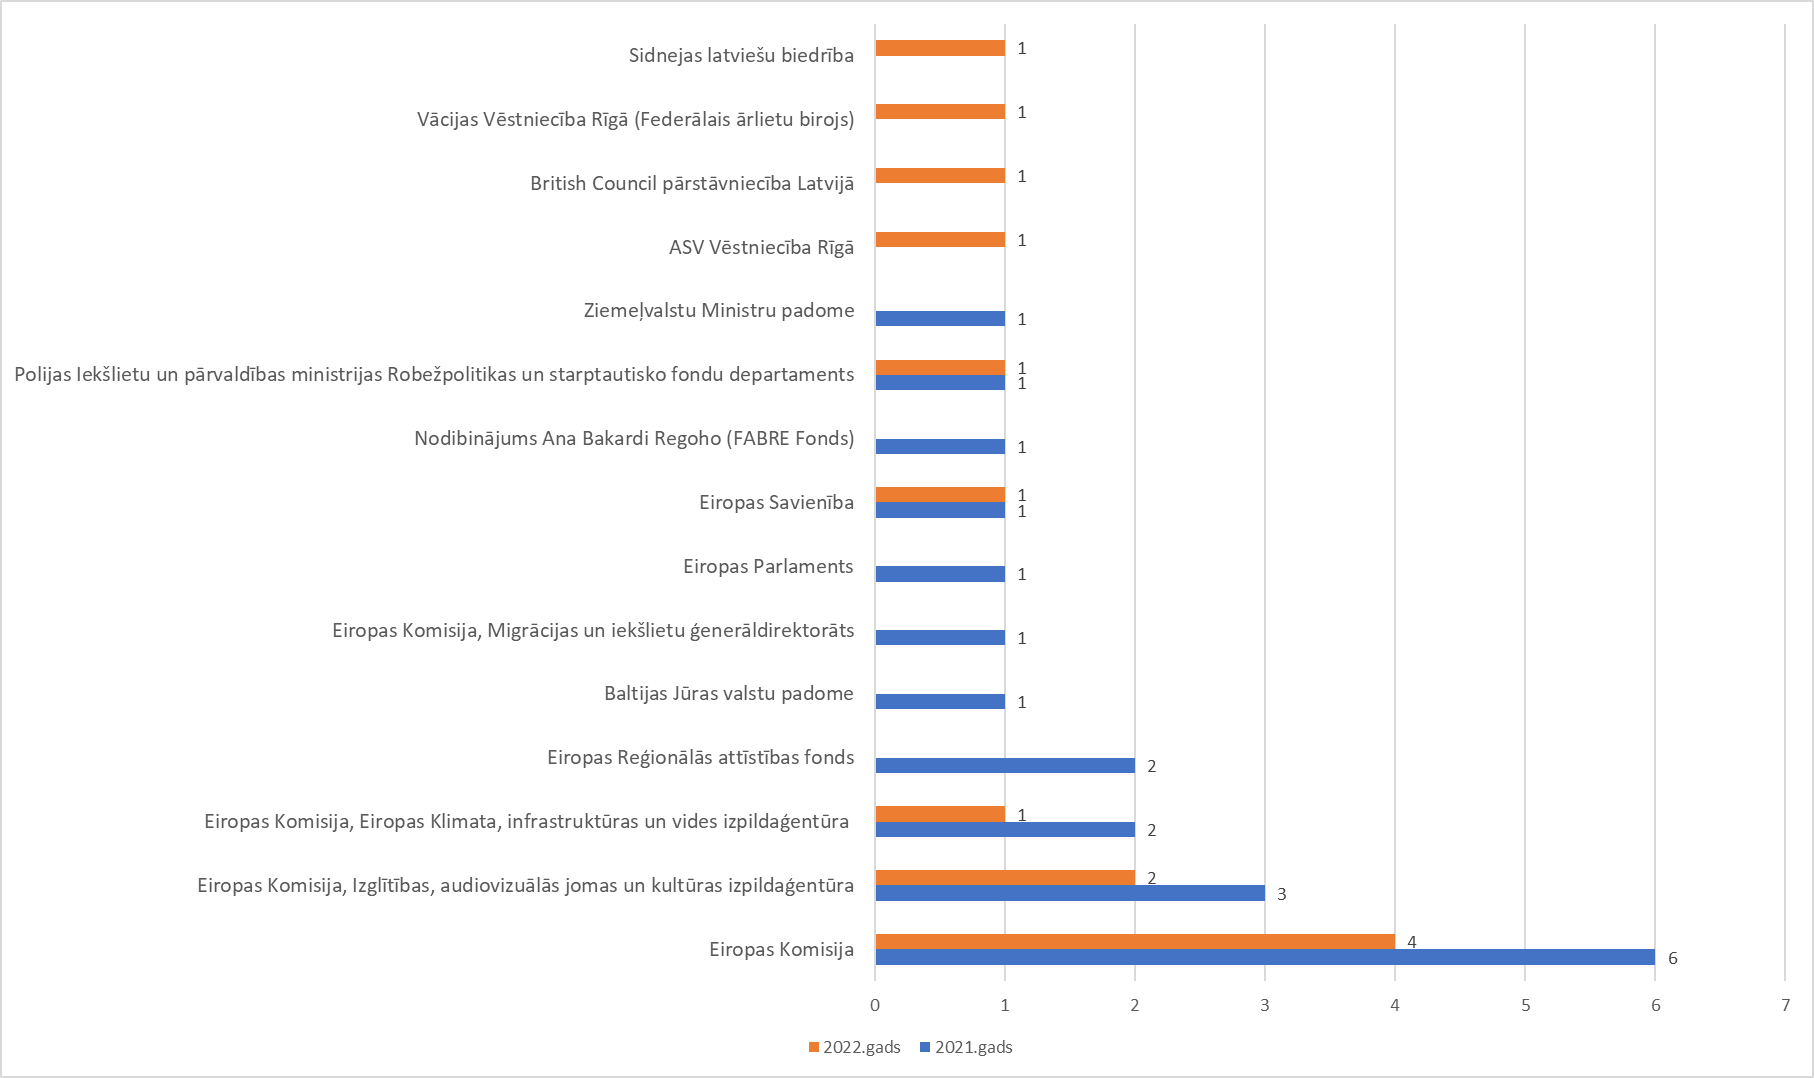 Sidnejas latviešu biedrība
1
Vācijas Vēstniecība Rīgā (Federālais ārlietu birojs)
1
British Council pārstāvniecība Latvijā
1
ASV Vēstniecība Rīgā
1
Ziemeļvalstu Ministru padome
1
Polijas Iekšlietu un pārvaldības ministrijas Robežpolitikas un starptautisko fondu departaments
1
1
Nodibinājums Ana Bakardi Regoho (FABRE Fonds)
1
Eiropas Savienība
1
1
Eiropas Parlaments
1
Eiropas Komisija, Migrācijas un iekšlietu ģenerāldirektorāts
1
Baltijas Jūras valstu padome
1
Eiropas Reģionālās attīstības fonds
2
Eiropas Komisija, Eiropas Klimata, infrastruktūras un vides izpildaģentūra
1
2
Eiropas Komisija, Izglītības, audiovizuālās jomas un kultūras izpildaģentūra
2
3
Eiropas Komisija
4
6
0 1 2 3 4 5 6 7
2022.gads 2021.gads